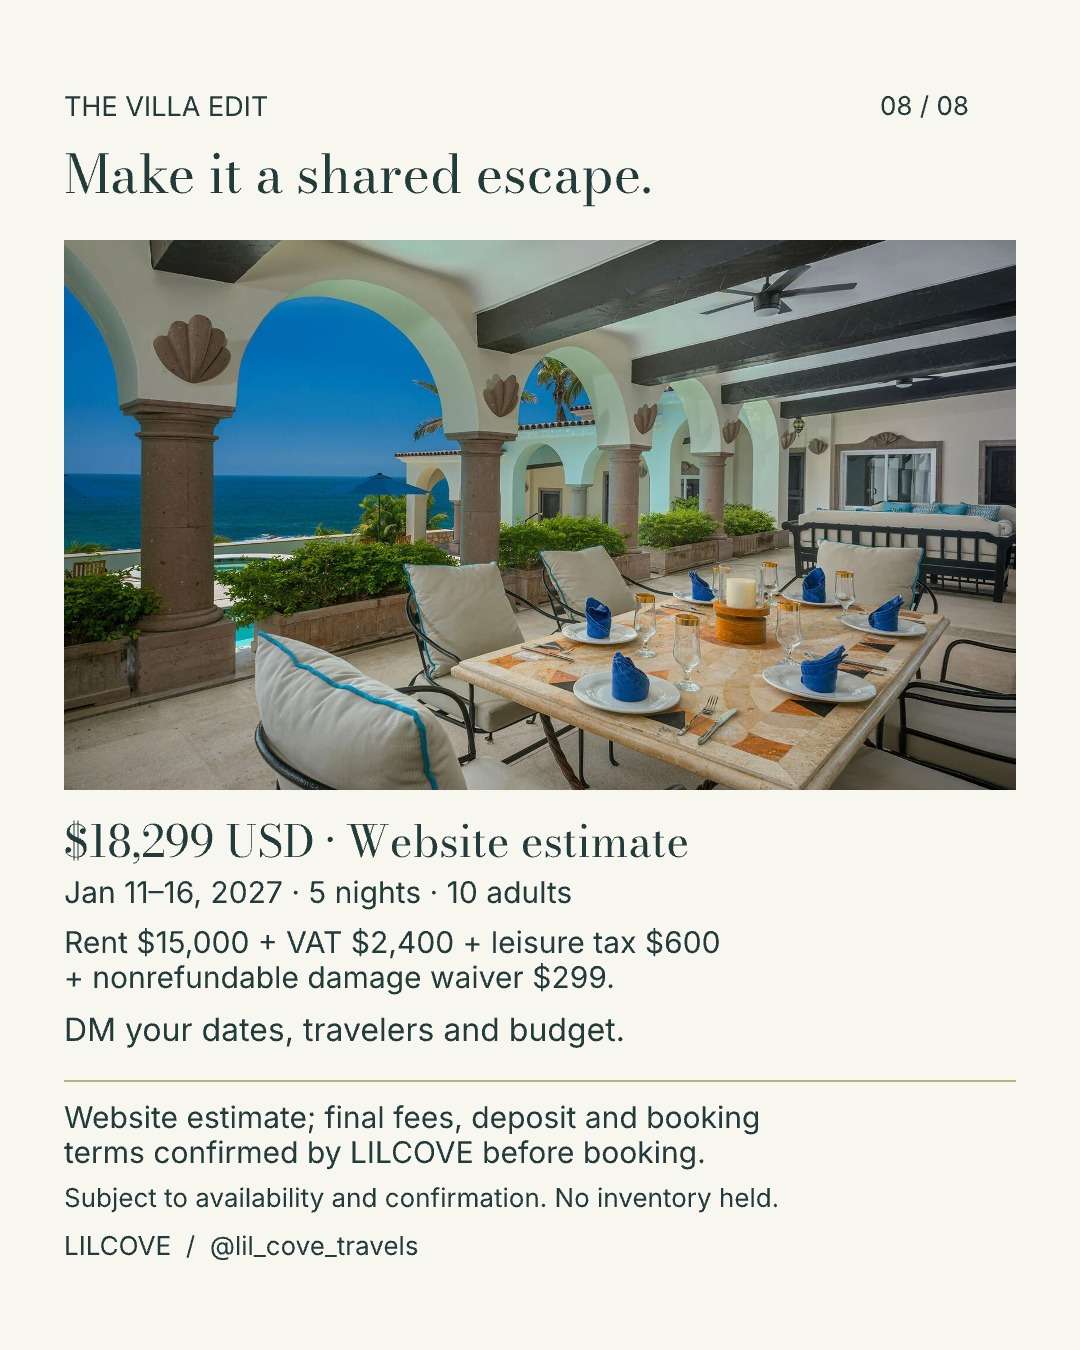 THE VILLA EDIT
08 / 08
Make it a shared escape.
$18,299 USD · Website estimate
Jan 11–16, 2027 · 5 nights · 10 adults
Rent $15,000 + VAT $2,400 + leisure tax $600
+ nonrefundable damage waiver $299.
DM your dates, travelers and budget.
Website estimate; final fees, deposit and booking
terms confirmed by LILCOVE before booking.
Subject to availability and confirmation. No inventory held.
LILCOVE / @lil_cove_travels